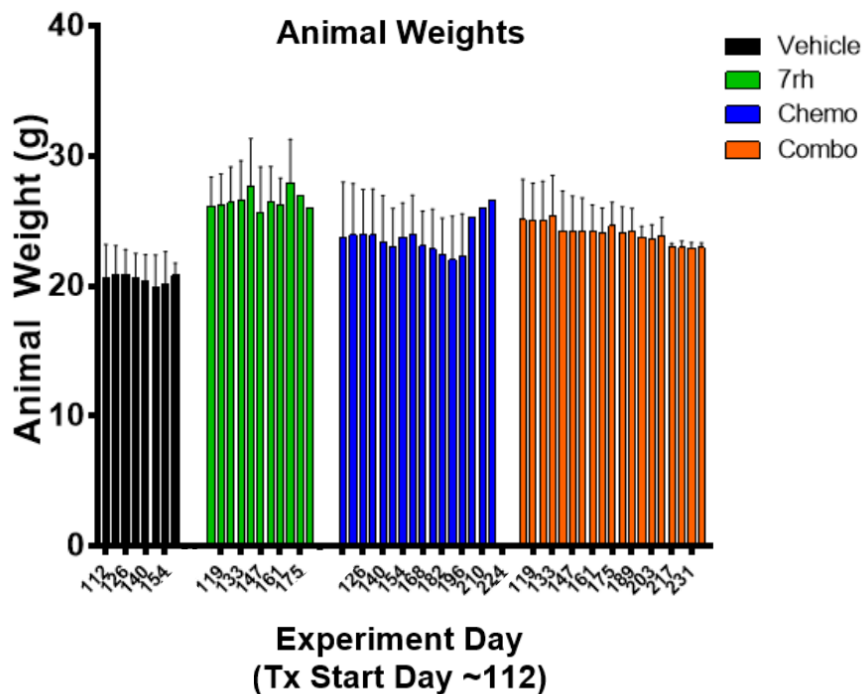 Animal Weights
Vehicle
7rh
Chemo
Combo
Animal Weight (g)
40
30
20
10
0
112 126 140 154 119 133 147 161 175 126 140 154 168 182 196 210 224 119 133 147 161 175 189 203 217 231
Experiment Day
(Tx Start Day ~112)